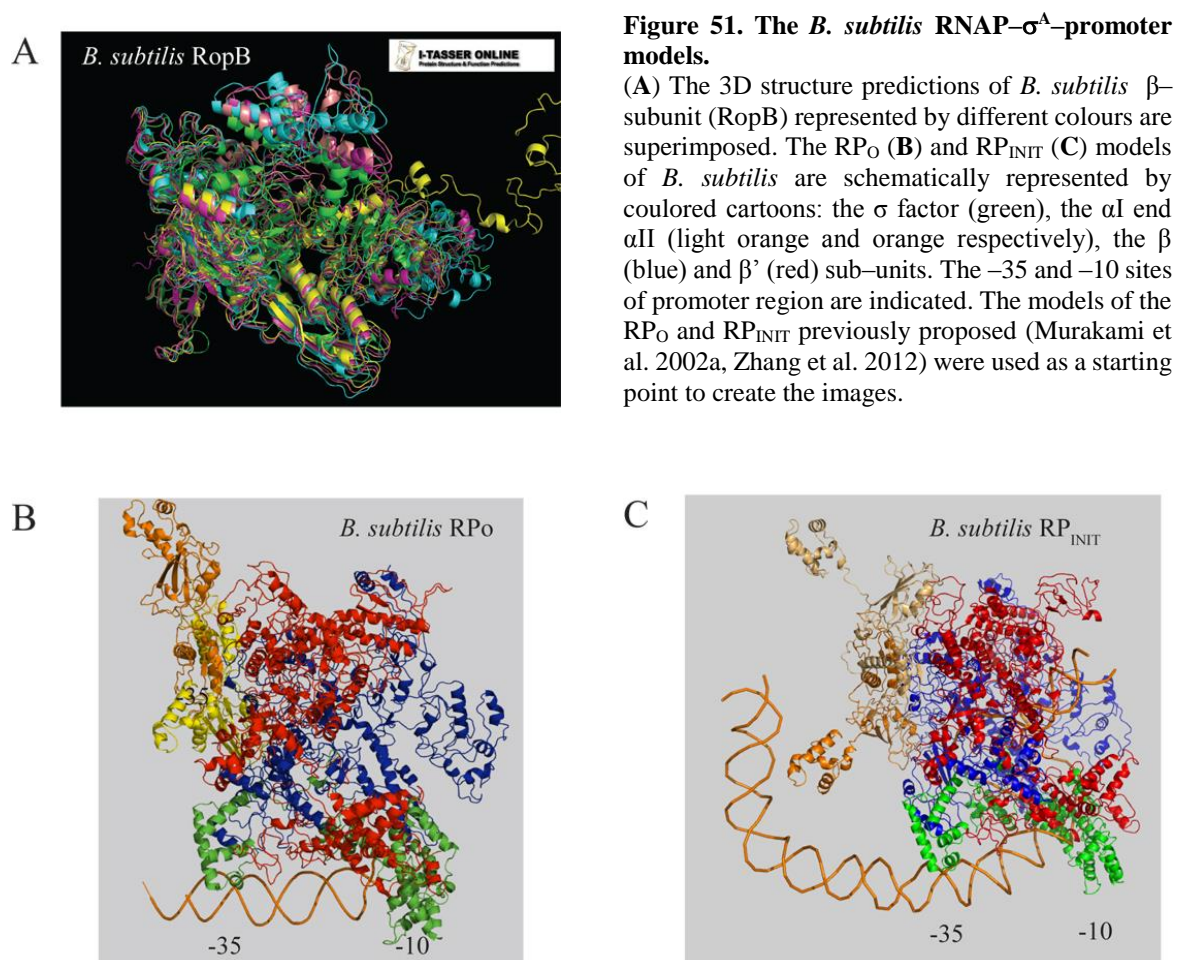 A
B. subtilis RopB
I-TASSER ONLINE
Protein Structure & Function Predictions
Figure 51. The B. subtilis RNAP–σᴬ–promoter
models.
(A) The 3D structure predictions of B. subtilis β–
subunit (RopB) represented by different colours are
superimposed. The RPO (B) and RPINIT (C) models
of B. subtilis are schematically represented by
coulored cartoons: the σ factor (green), the αI end
αII (light orange and orange respectively), the β
(blue) and β’ (red) sub–units. The –35 and –10 sites
of promoter region are indicated. The models of the
RPO and RPINIT previously proposed (Murakami et
al. 2002a, Zhang et al. 2012) were used as a starting
point to create the images.
B
B. subtilis RPo
-35 -10
C
B. subtilis RPINIT
-35 -10